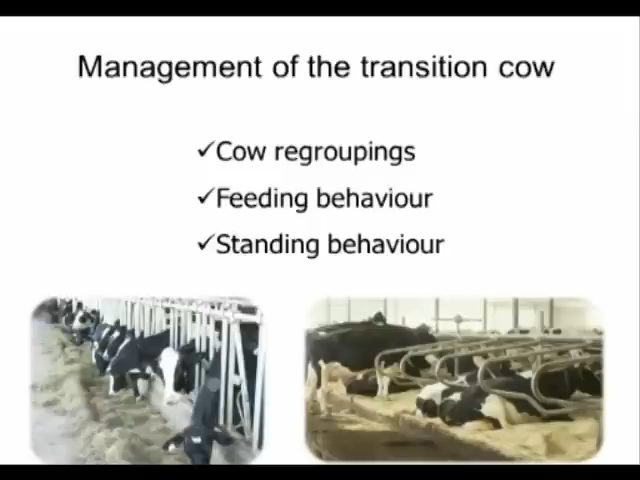 Management of the transition cow
✓Cow regroupings
✓Feeding behaviour
✓Standing behaviour